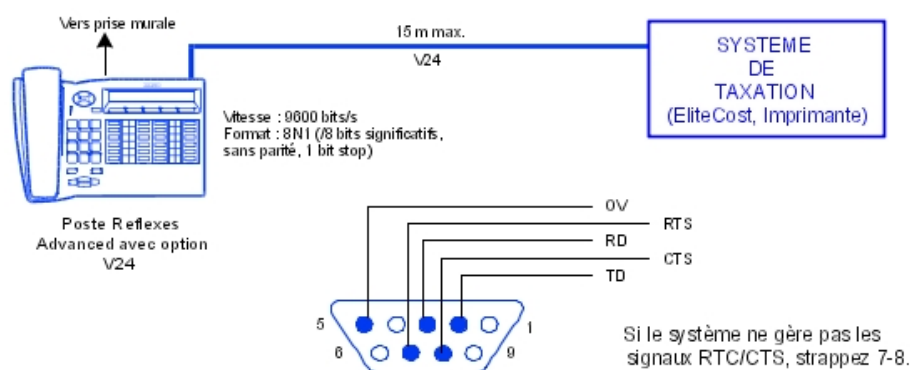 Vers prise murale
15 m max.
V24
SYSTEME
DE
TAXATION
(EliteCost, Imprimante)
Vitesse : 9600 bits/s
Format : 8N1 (/8 bits significatifs,
sans parité, 1 bit stop)
Poste Reflexes
Advanced avec option
V24
0V
RTS
RD
CTS
TD
5
1
6
9
Si le système ne gère pas les
signaux RTC/CTS, strappez 7-8.